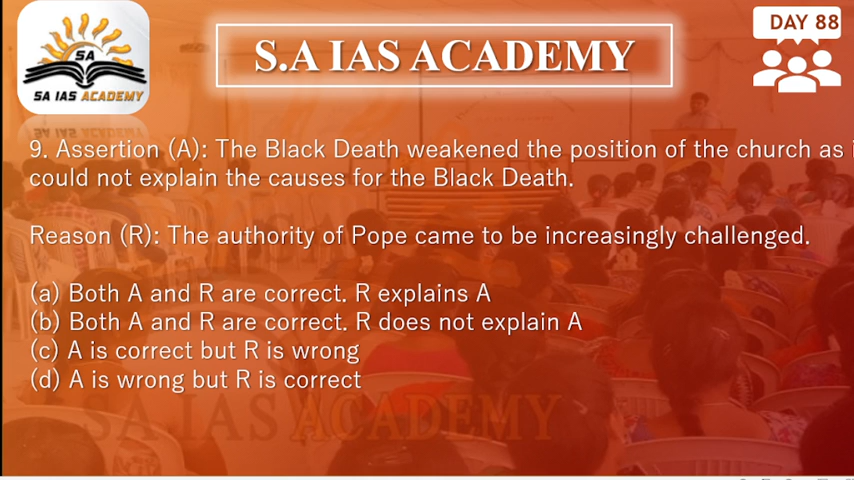 SA
SA IAS ACADEMY
S.A IAS ACADEMY
DAY 88
9. Assertion (A): The Black Death weakened the position of the church as i
could not explain the causes for the Black Death.
Reason (R): The authority of Pope came to be increasingly challenged.
(a) Both A and R are correct. R explains A
(b) Both A and R are correct. R does not explain A
(c) A is correct but R is wrong
(d) A is wrong but R is correct
SA IAS ACADEMY